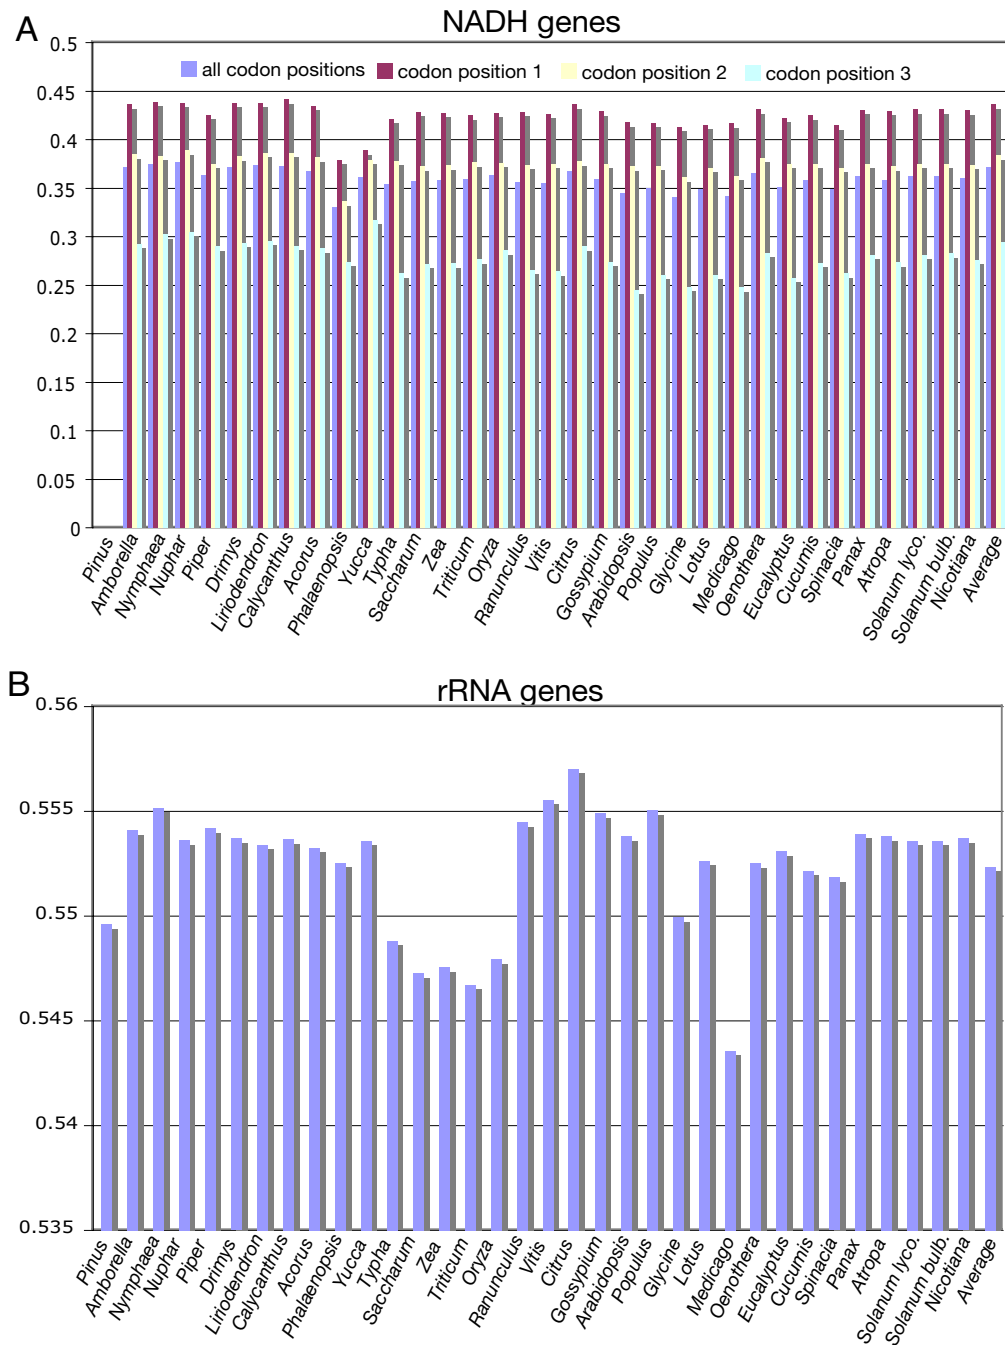 A
NADH genes
0.5
all codon positions codon position 1 codon position 2 codon position 3
0.45
0.4
0.35
0.3
0.25
0.2
0.15
0.1
0.05
0
Pinus
Amborella
Nymphaea
Nuphar
Piper
Drimys
Liriodendron
Calycanthus
Acorus
Phalaenopsis
Yucca
Typha
Saccharum
Zea
Triticum
Oryza
Ranunculus
Vitis
Citrus
Gossypium
Arabidopsis
Populus
Glycine
Lotus
Medicago
Oenothera
Eucalyptus
Cucumis
Spinacia
Panax
Atropa
Solanum lyco.
Solanum bulb.
Nicotiana
Average
B
rRNA genes
0.56
0.555
0.55
0.545
0.54
0.535
Pinus
Amborella
Nymphaea
Nuphar
Piper
Drimys
Liriodendron
Calycanthus
Acorus
Phalaenopsis
Yucca
Typha
Saccharum
Zea
Triticum
Oryza
Ranunculus
Vitis
Citrus
Gossypium
Arabidopsis
Populus
Glycine
Lotus
Medicago
Oenothera
Eucalyptus
Cucumis
Spinacia
Panax
Atropa
Solanum lyco.
Solanum bulb.
Nicotiana
Average